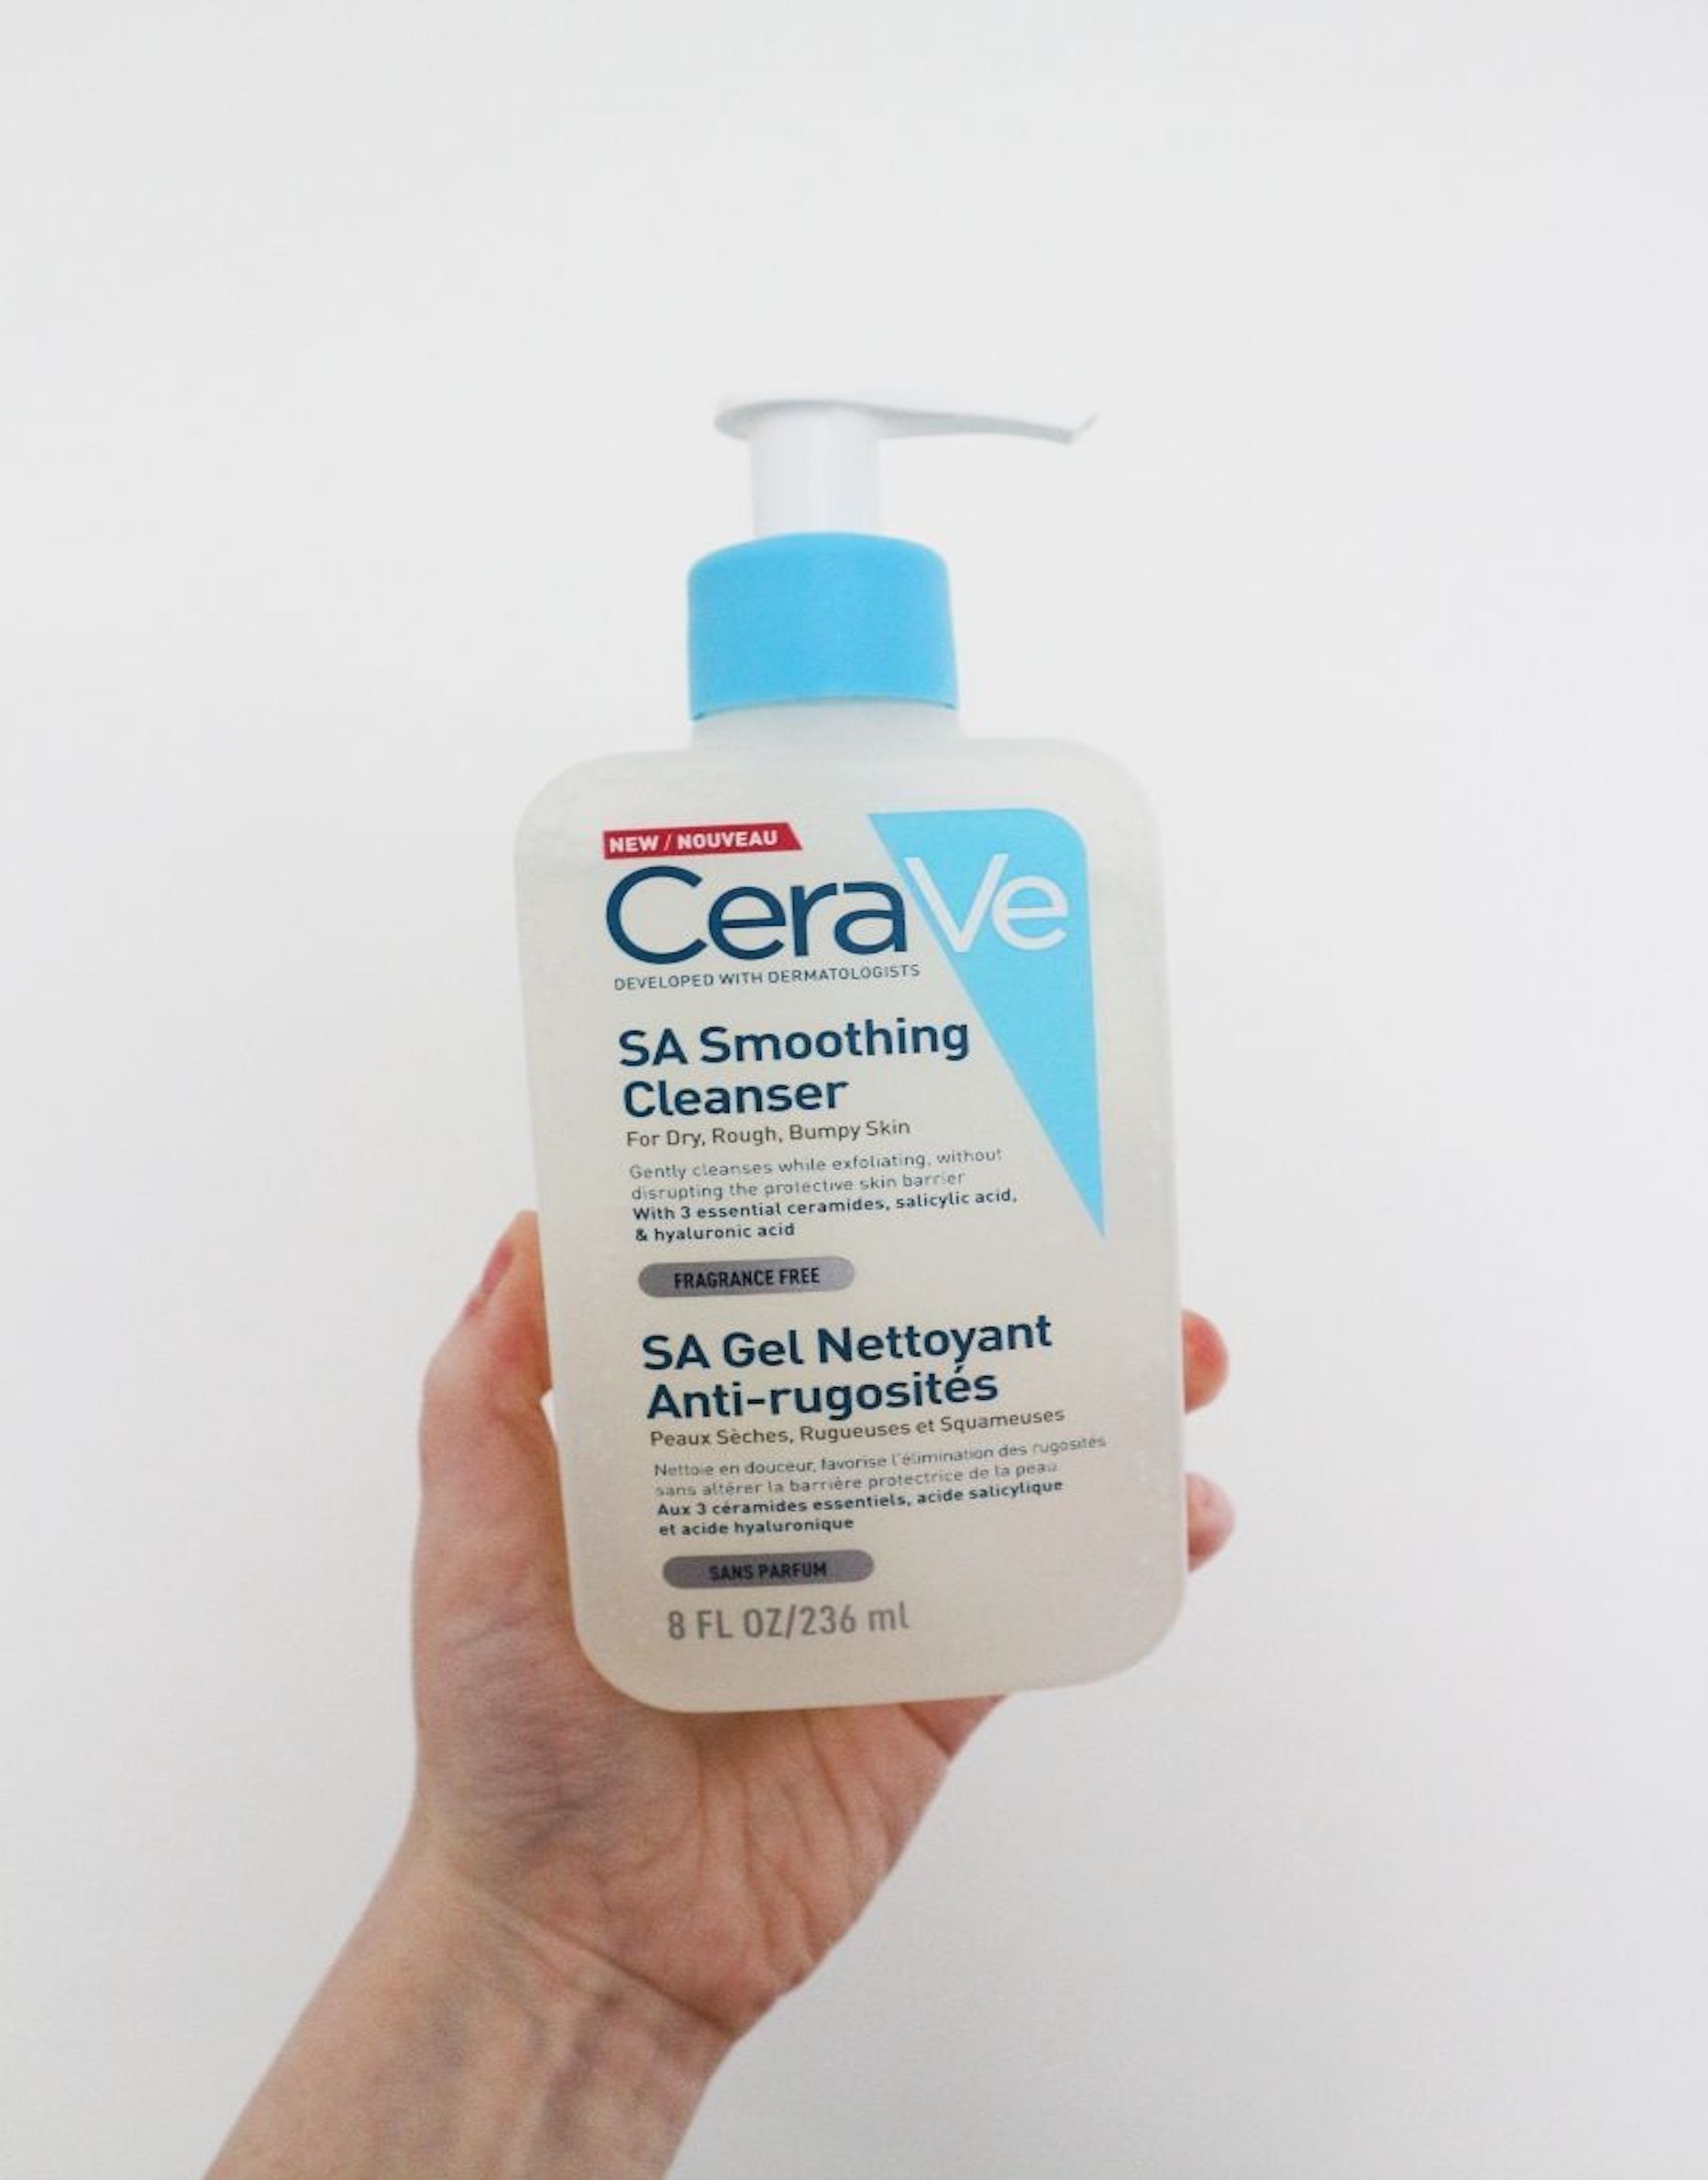 NEW / NOUVEAU
CeraVe
DEVELOPED WITH DERMATOLOGISTS
SA Smoothing
Cleanser
For Dry, Rough, Bumpy Skin
Gently cleanses while exfoliating, without
disrupting the protective skin barrier
With 3 essential ceramides, salicylic acid,
& hyaluronic acid
FRAGRANCE FREE
SA Gel Nettoyant
Anti-rugosités
Peaux Sèches, Rugueuses et Squameuses
Nettoie en douceur, favorise l'élimination des rugosités
sans altérer la barrière protectrice de la peau
Aux 3 céramides essentiels, acide salicylique
et acide hyaluronique
SANS PARFUM
8 FL OZ/236 ml